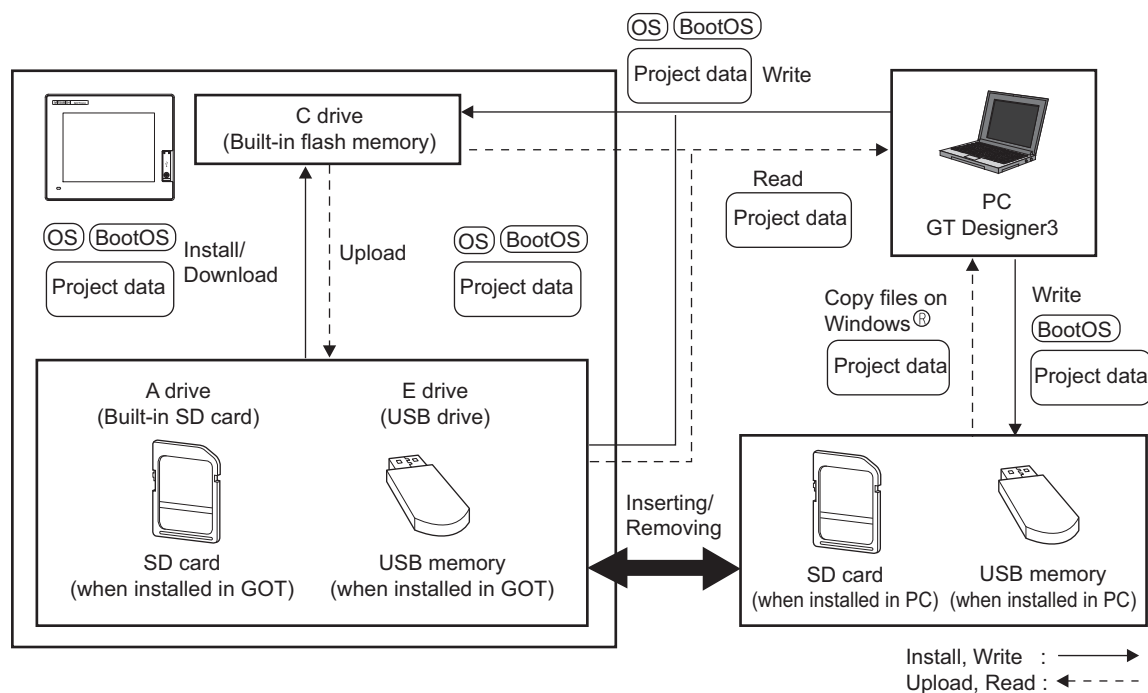 OS BootOS
Project data Write
C drive
(Built-in flash memory)
Read
Project data
PC
GT Designer3
OS BootOS
Project data
Install/
Download
Upload
OS BootOS
Project data
Copy files on
Windows®
Project data
Write
BootOS
Project data
A drive
(Built-in SD card)
E drive
(USB drive)
SD card
(when installed in GOT)
USB memory
(when installed in GOT)
Inserting/
Removing
SD card
(when installed in PC)
USB memory
(when installed in PC)
Install, Write :
Upload, Read :